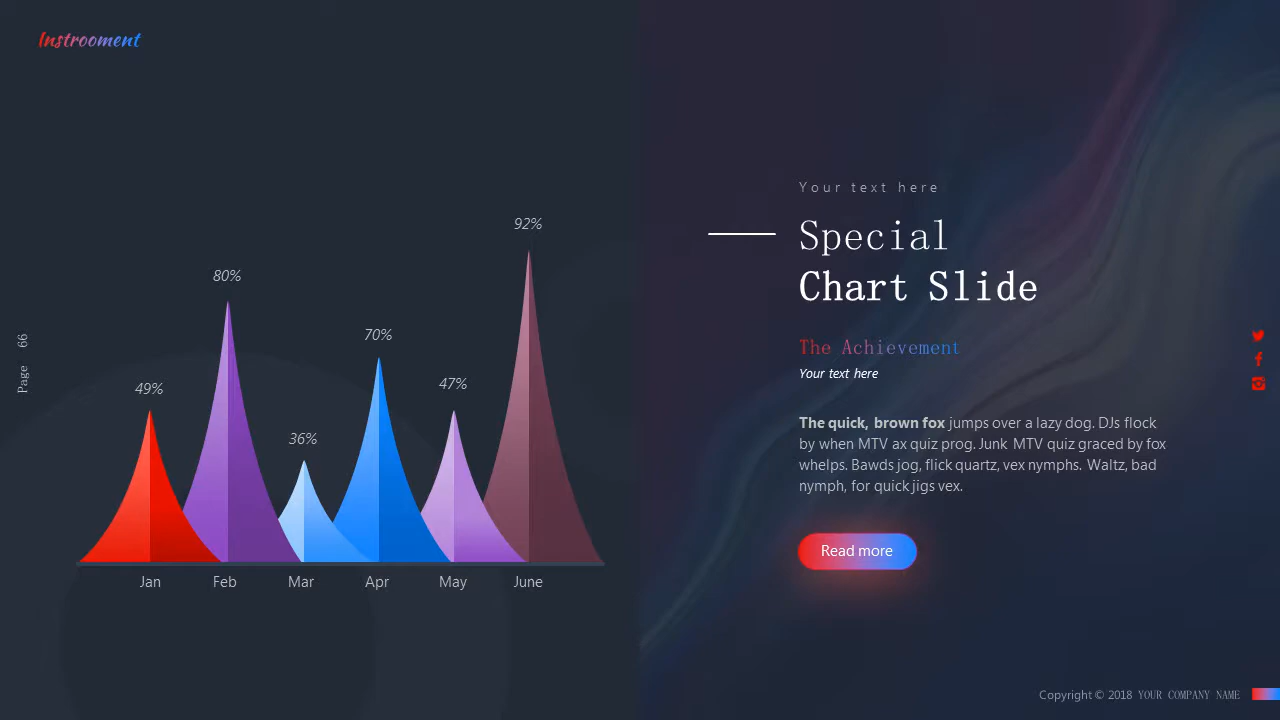 Instrooment
92%
80%
70%
49%
47%
36%
Jan Feb Mar Apr May June
Page 66
Your text here
Special
Chart Slide
The Achievement
Your text here
The quick, brown fox jumps over a lazy dog. DJs flock
by when MTV ax quiz prog. Junk MTV quiz graced by fox
whelps. Bawds jog, flick quartz, vex nymphs. Waltz, bad
nymph, for quick jigs vex.
Read more
Copyright © 2018 YOUR COMPANY NAME